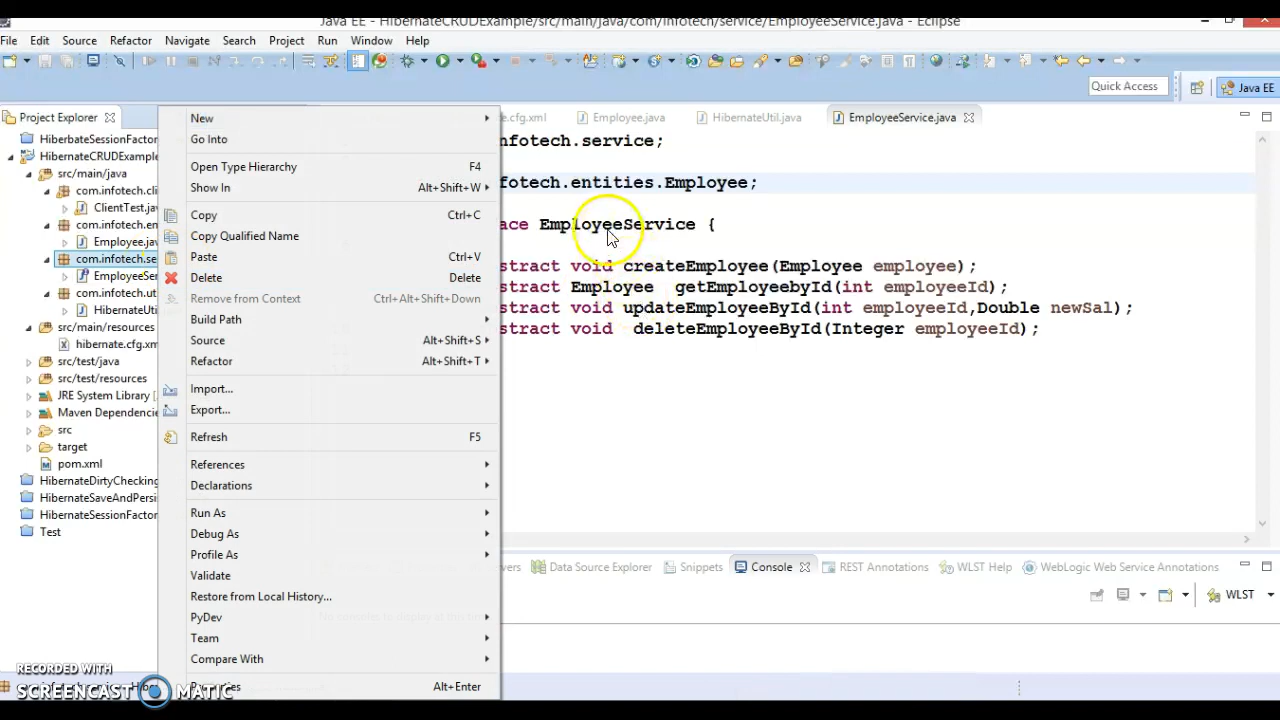 Java EE - HibernateCRUDExample/src/main/java/com/infotech/service/EmployeeService.java - Eclipse
File Edit Source Refactor Navigate Search Project Run Window Help
Quick Access
Java EE
Project Explorer
HiberbateSessionFactor
HibernateCRUDExample
src/main/java
com.infotech.cli
ClientTest.jav
com.infotech.en
Employee.jav
com.infotech.se
EmployeeSer
com.infotech.ut
HibernateUti
src/main/resources
hibernate.cfg.xm
src/test/java
src/test/resources
JRE System Library [
Maven Dependencie
src
target
pom.xml
HibernateDirtyChecking
HibernateSaveAndPersi
HibernateSessionFactor
Test
New
Go Into
Open Type Hierarchy F4
Show In Alt+Shift+W
Copy Ctrl+C
Copy Qualified Name
Paste Ctrl+V
Delete Delete
Remove from Context Ctrl+Alt+Shift+Down
Build Path
Source Alt+Shift+S
Refactor Alt+Shift+T
Import...
Export...
Refresh F5
References
Declarations
Run As
Debug As
Profile As
Validate
Restore from Local History...
PyDev
Team
Compare With
Alt+Enter
e.cfg.xml Employee.java HibernateUtil.java EmployeeService.java
nfotech.service;
fotech.entities.Employee;
ace EmployeeService {
stract void createEmployee(Employee employee);
stract Employee getEmployeebyId(int employeeId);
stract void updateEmployeeById(int employeeId,Double newSal);
stract void deleteEmployeeById(Integer employeeId);
rvers Data Source Explorer Snippets Console REST Annotations WLST Help WebLogic Web Service Annotations
WLST
RECORDED WITH
SCREENCAST MATIC